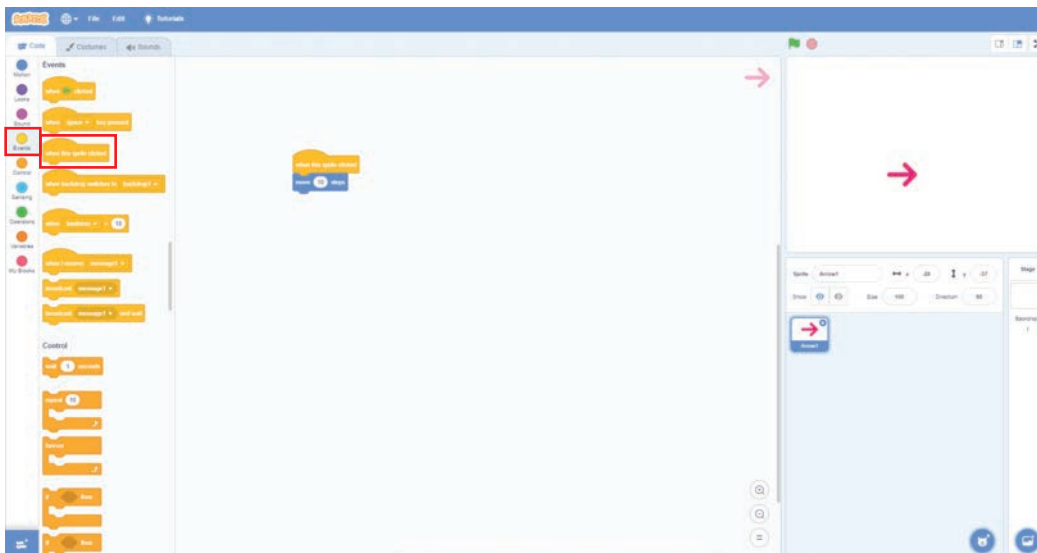 SCRATCH File Edit Tutorials
Code Costumes Sounds
Motion
Looks
Sound
Events
Control
Sensing
Operators
Variables
My Blocks
Events
when clicked
when space key pressed
when this sprite clicked
when backdrop switches to backdrop1
when loudness > 10
when I receive message1
broadcast message1
broadcast message1 and wait
Control
wait 1 seconds
repeat 10
forever
if then
if then
when this sprite clicked
move 10 steps
Sprite Arrow1 x y
Show Size 100 Direction
Arrow1
Stage
1